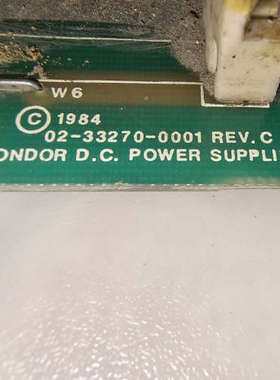 W6
© 1984
02-33270-0001 REV. C
ONDOR D.C. POWER SUPPLI